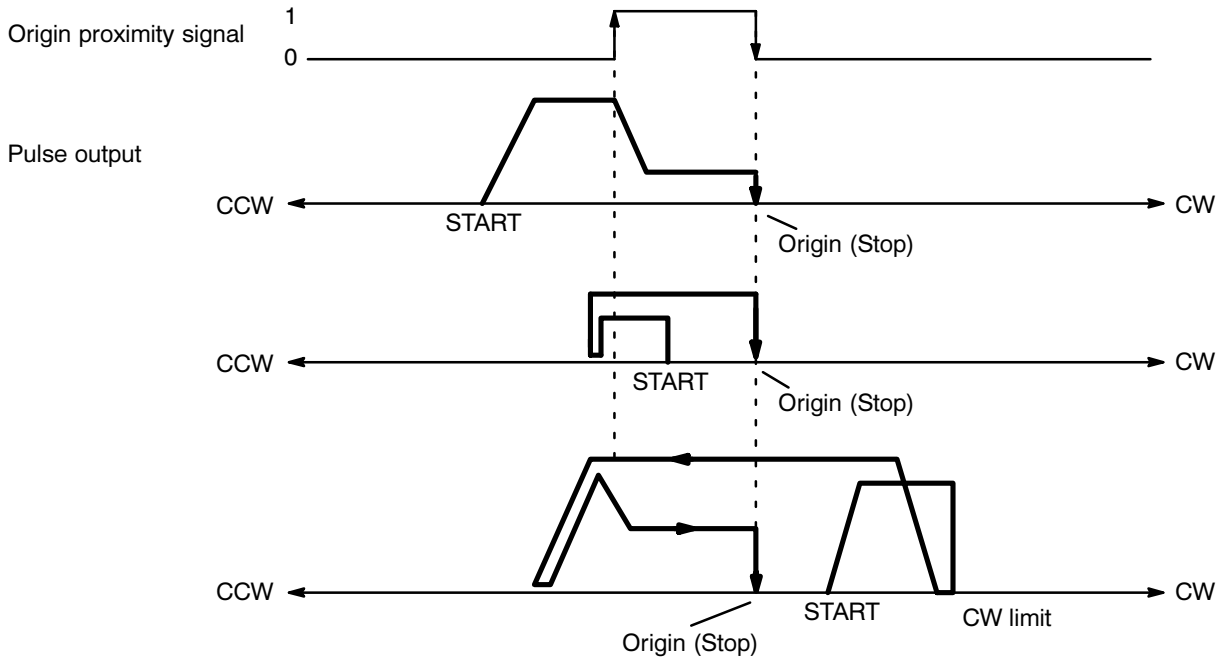 1
Origin proximity signal
0
Pulse output
CCW
CW
START
Origin (Stop)
CCW
CW
START
Origin (Stop)
CCW
CW
START
CW limit
Origin (Stop)